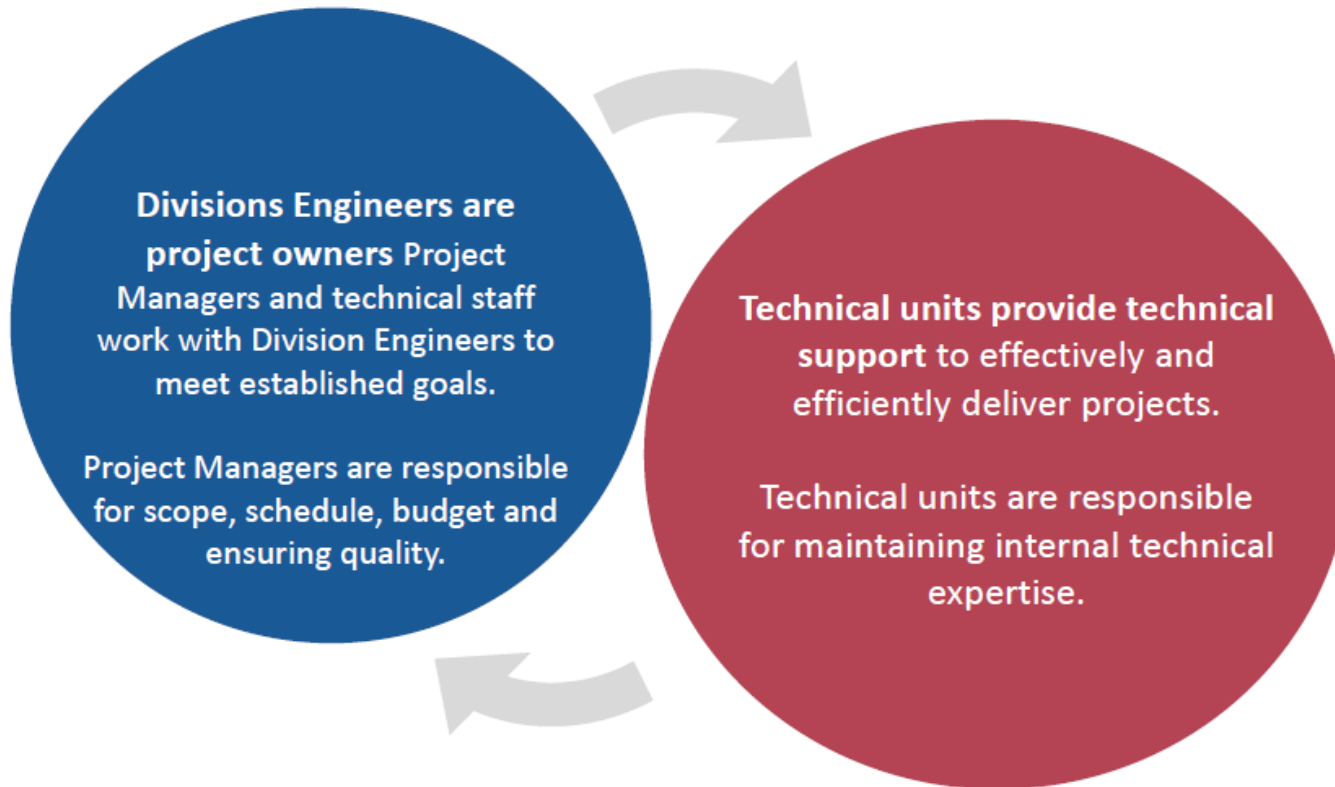 Divisions Engineers are
project owners Project
Managers and technical staff
work with Division Engineers to
meet established goals.
Project Managers are responsible
for scope, schedule, budget and
ensuring quality.
Technical units provide technical
support to effectively and
efficiently deliver projects.
Technical units are responsible
for maintaining internal technical
expertise.